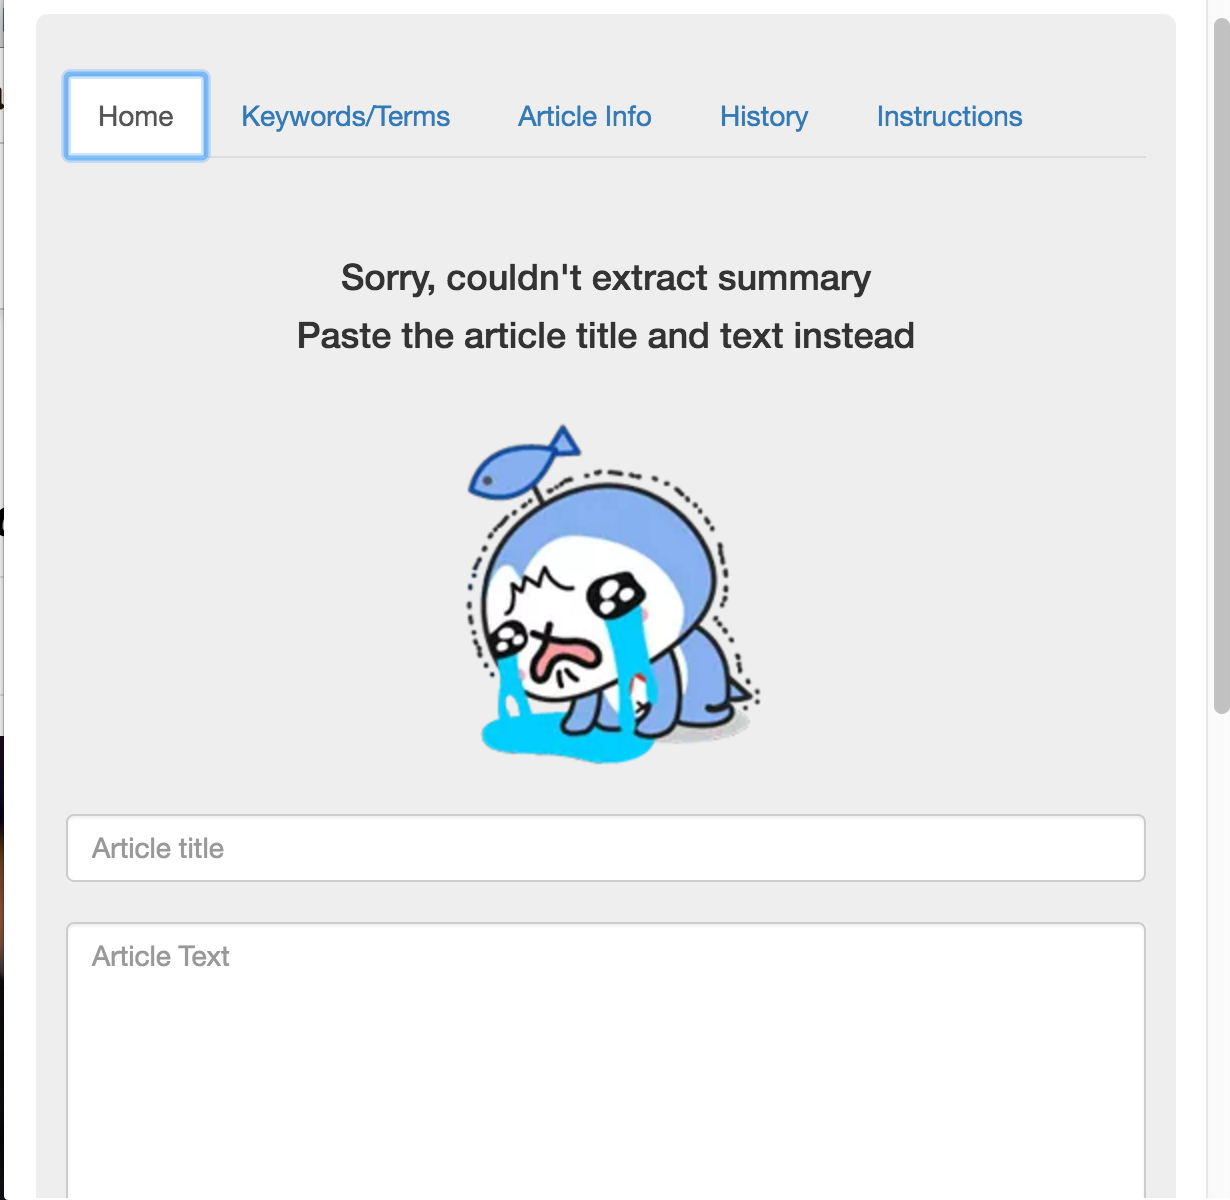 Home Keywords/Terms Article Info History Instructions
Sorry, couldn't extract summary
Paste the article title and text instead
Article title
Article Text